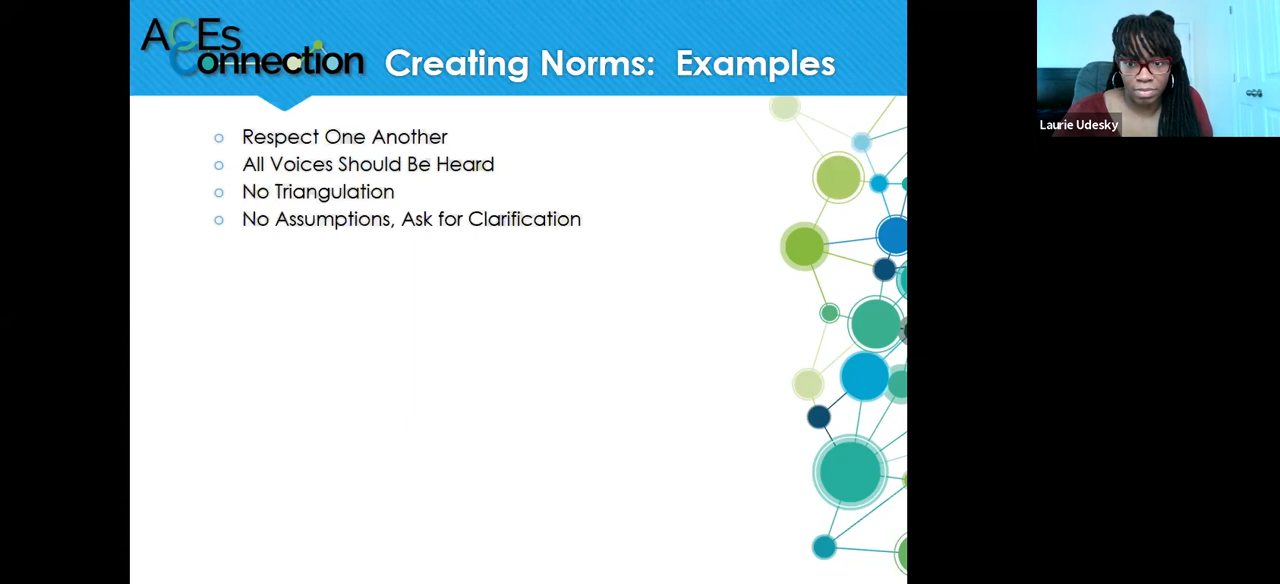 ACEs
Connection
Creating Norms: Examples
Respect One Another
All Voices Should Be Heard
No Triangulation
No Assumptions, Ask for Clarification
Laurie Udesky